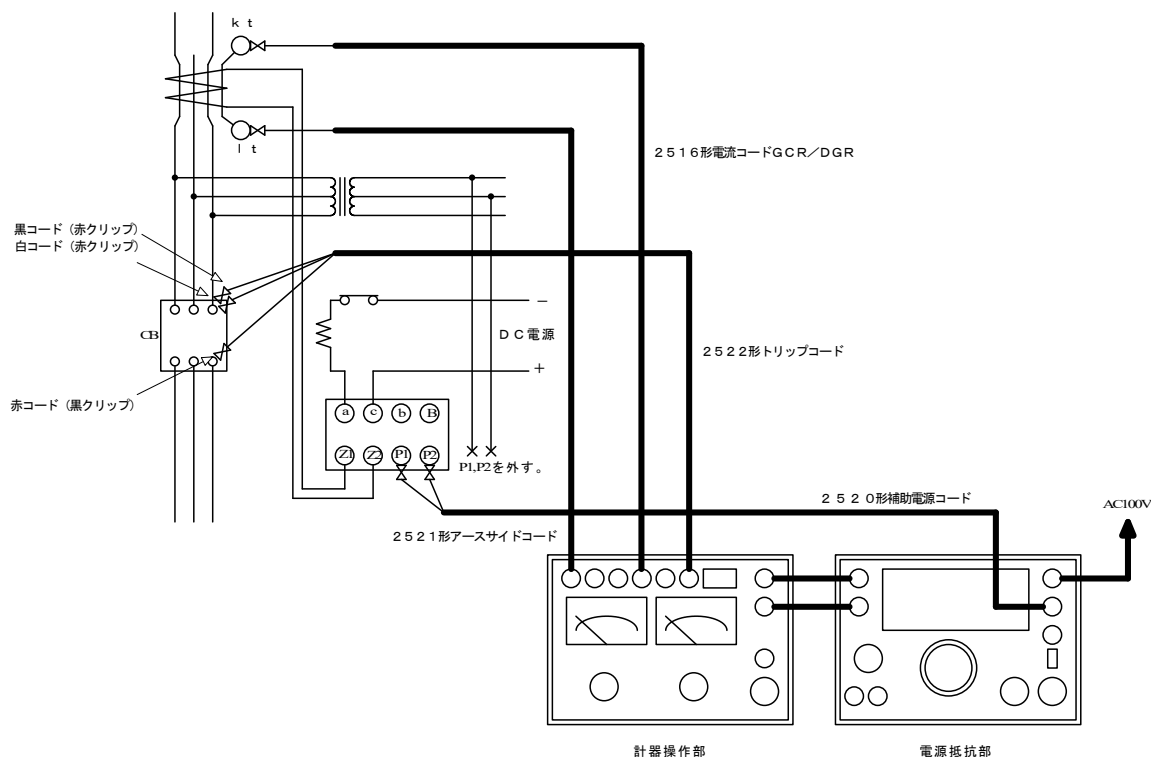 ｋ ｔ
ｌ ｔ
２５１６形電流コードＧＣＲ／ＤＧＲ
黒コード（赤クリップ）
白コード（赤クリップ）
CB
－
ＤＣ電源
＋
２５２２形トリップコード
赤コード（黒クリップ）
a c b B
Z1 Z2 P1 P2
P1,P2を外す。
２５２０形補助電源コード
AC100V
２５２１形アースサイドコード
計器操作部
電源抵抗部